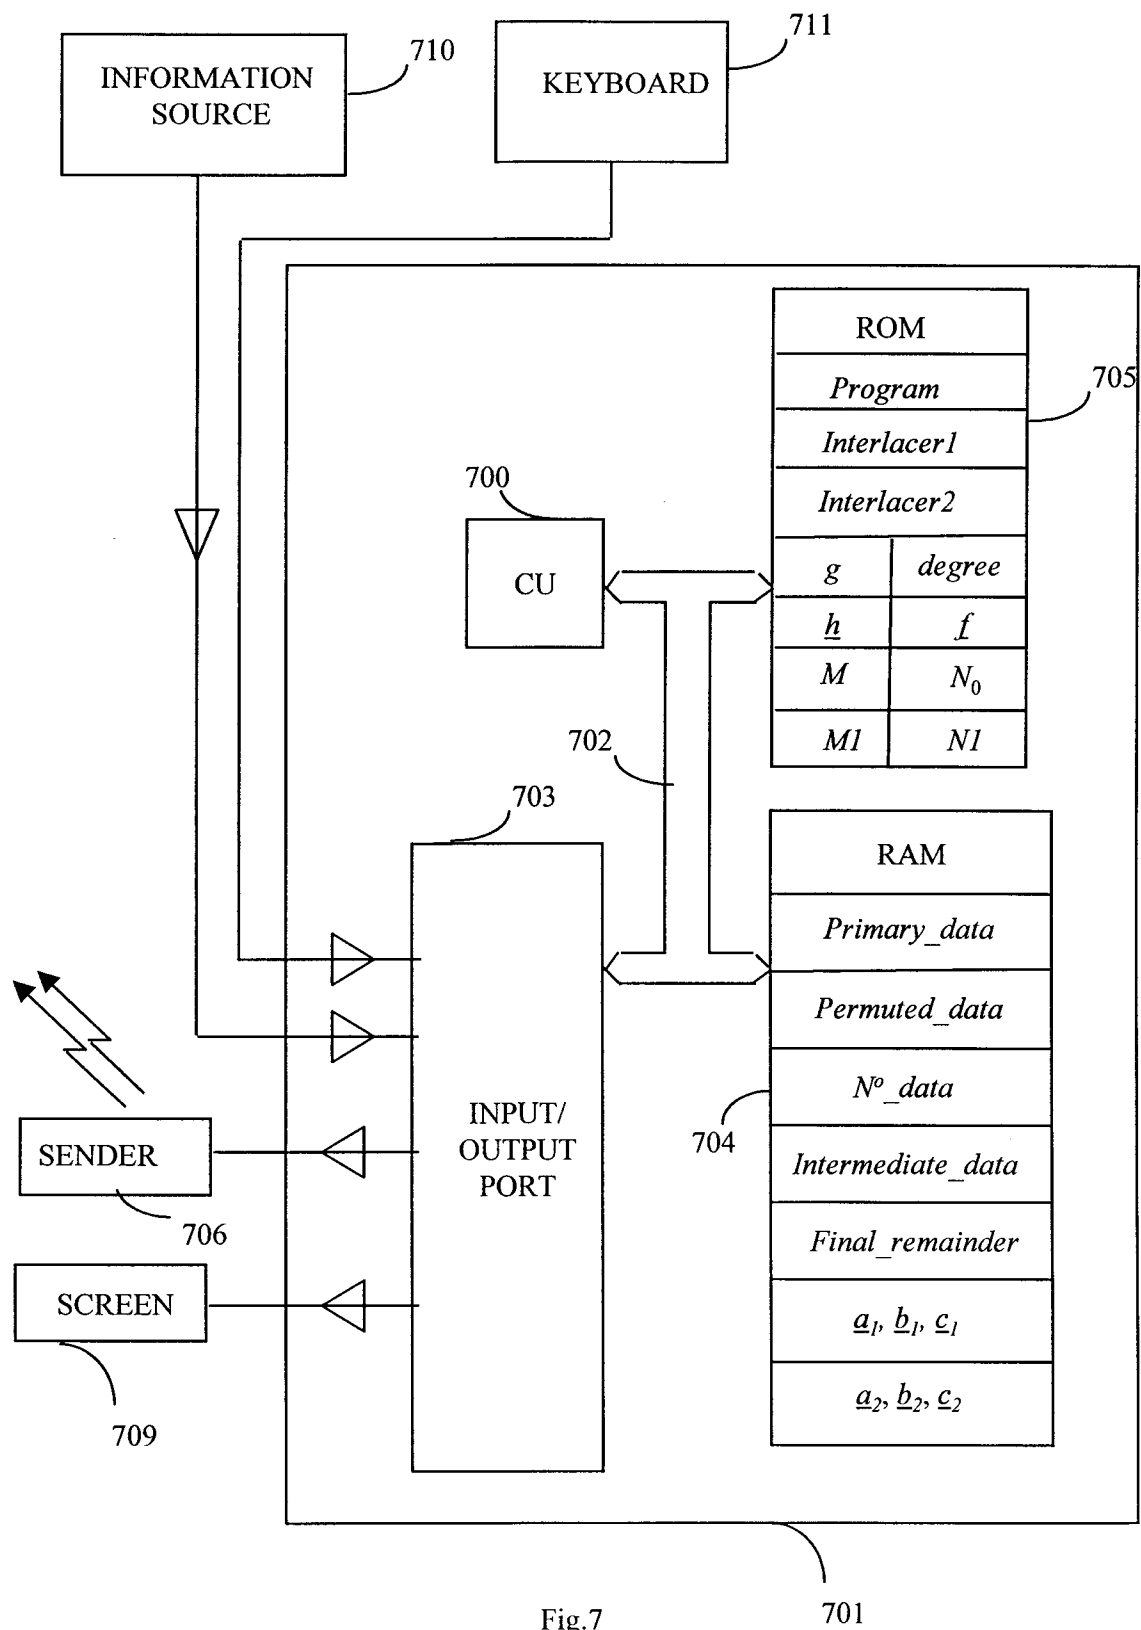 710
INFORMATION
SOURCE
711
KEYBOARD
ROM
Program
Interlacer1
Interlacer2
g degree
h f
M N₀
M1 N1
705
700
CU
702
703
INPUT/
OUTPUT
PORT
RAM
Primary_data
Permuted_data
Nº_data
Intermediate_data
Final_remainder
a₁, b₁, c₁
a₂, b₂, c₂
704
SENDER
706
SCREEN
709
701
Fig.7